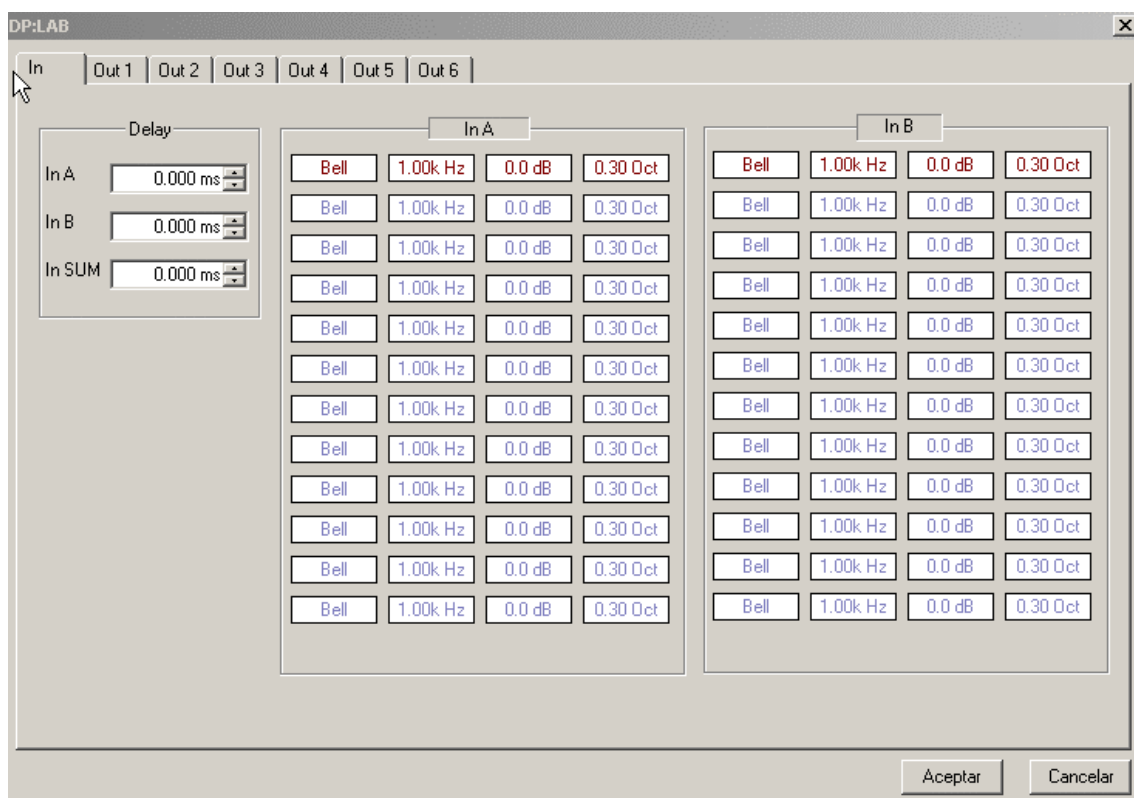 DP:LAB
In Out 1 Out 2 Out 3 Out 4 Out 5 Out 6
Delay
In A 0.000 ms
In B 0.000 ms
In SUM 0.000 ms
In A
Bell 1.00k Hz 0.0 dB 0.30 Oct
Bell 1.00k Hz 0.0 dB 0.30 Oct
Bell 1.00k Hz 0.0 dB 0.30 Oct
Bell 1.00k Hz 0.0 dB 0.30 Oct
Bell 1.00k Hz 0.0 dB 0.30 Oct
Bell 1.00k Hz 0.0 dB 0.30 Oct
Bell 1.00k Hz 0.0 dB 0.30 Oct
Bell 1.00k Hz 0.0 dB 0.30 Oct
Bell 1.00k Hz 0.0 dB 0.30 Oct
Bell 1.00k Hz 0.0 dB 0.30 Oct
Bell 1.00k Hz 0.0 dB 0.30 Oct
Bell 1.00k Hz 0.0 dB 0.30 Oct
In B
Bell 1.00k Hz 0.0 dB 0.30 Oct
Bell 1.00k Hz 0.0 dB 0.30 Oct
Bell 1.00k Hz 0.0 dB 0.30 Oct
Bell 1.00k Hz 0.0 dB 0.30 Oct
Bell 1.00k Hz 0.0 dB 0.30 Oct
Bell 1.00k Hz 0.0 dB 0.30 Oct
Bell 1.00k Hz 0.0 dB 0.30 Oct
Bell 1.00k Hz 0.0 dB 0.30 Oct
Bell 1.00k Hz 0.0 dB 0.30 Oct
Bell 1.00k Hz 0.0 dB 0.30 Oct
Bell 1.00k Hz 0.0 dB 0.30 Oct
Bell 1.00k Hz 0.0 dB 0.30 Oct
Aceptar Cancelar